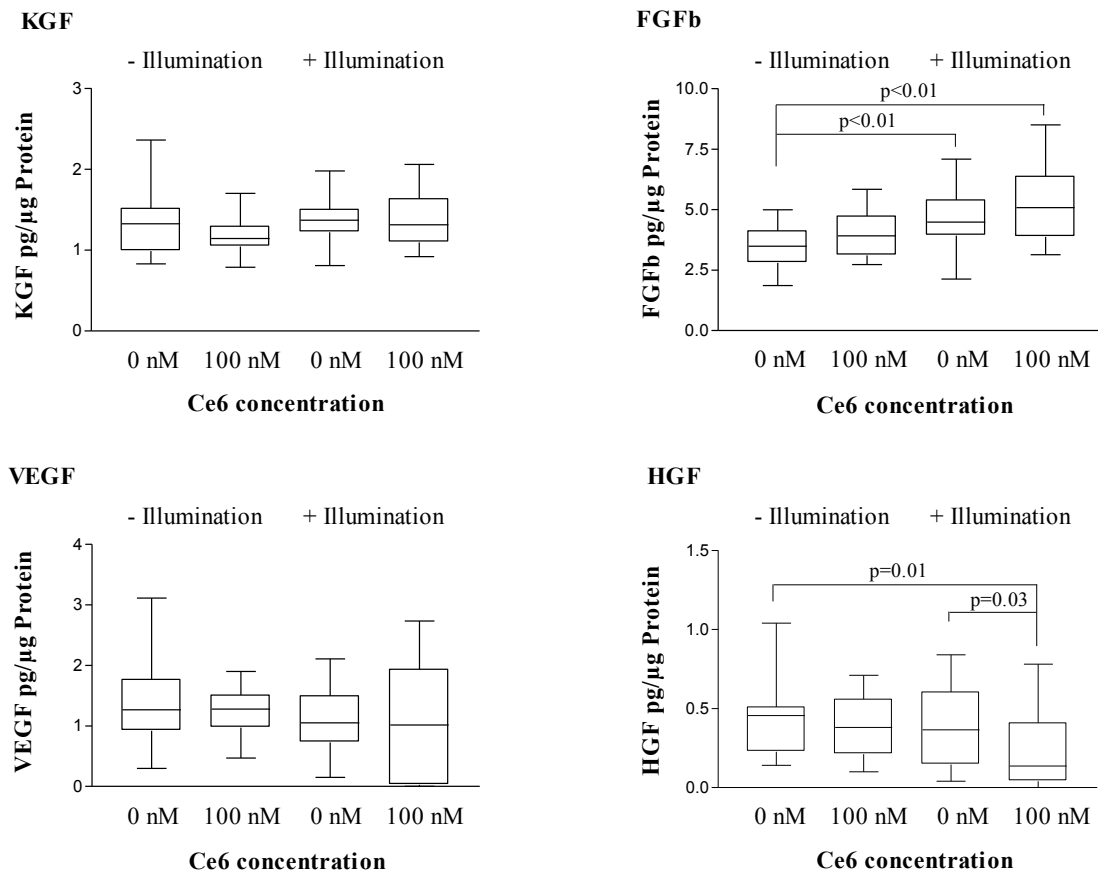 KGF
- Illumination + Illumination
KGF pg/µg Protein
3
2
1
0
0 nM 100 nM 0 nM 100 nM
Ce6 concentration
FGFb
- Illumination + Illumination
FGFb pg/µg Protein
10.0
7.5
5.0
2.5
0.0
p<0.01
p<0.01
0 nM 100 nM 0 nM 100 nM
Ce6 concentration
VEGF
- Illumination + Illumination
VEGF pg/µg Protein
4
3
2
1
0
0 nM 100 nM 0 nM 100 nM
Ce6 concentration
HGF
- Illumination + Illumination
HGF pg/µg Protein
1.5
1.0
0.5
0.0
p=0.01
p=0.03
0 nM 100 nM 0 nM 100 nM
Ce6 concentration